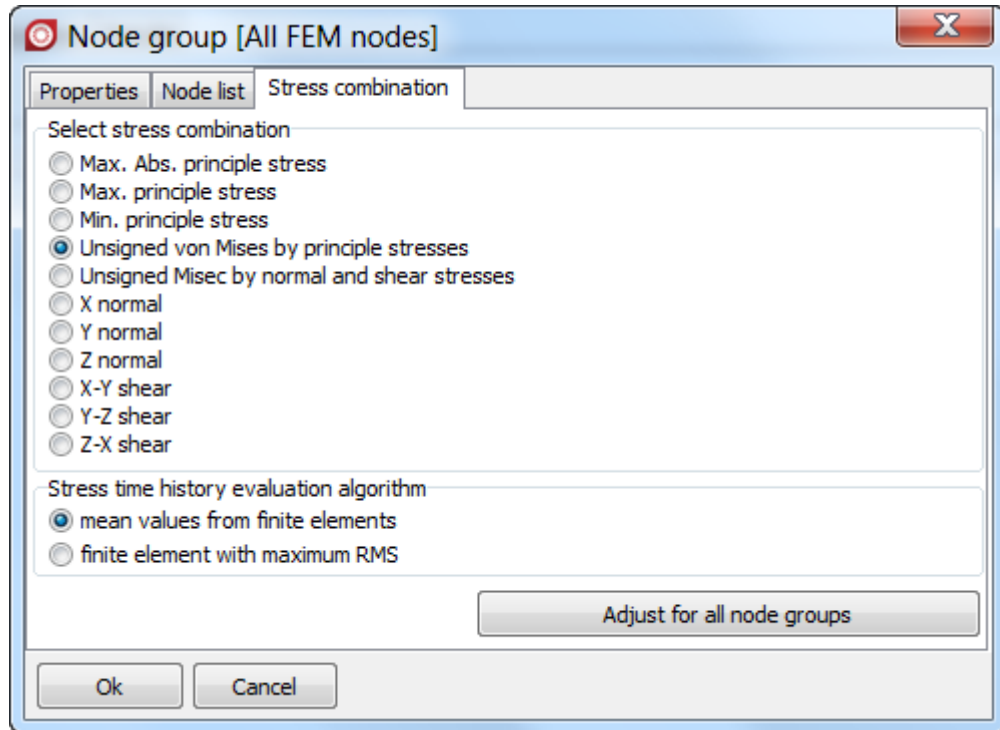 Node group [All FEM nodes]
Properties Node list Stress combination
Select stress combination
Max. Abs. principle stress
Max. principle stress
Min. principle stress
Unsigned von Mises by principle stresses
Unsigned Misec by normal and shear stresses
X normal
Y normal
Z normal
X-Y shear
Y-Z shear
Z-X shear
Stress time history evaluation algorithm
mean values from finite elements
finite element with maximum RMS
Adjust for all node groups
Ok Cancel